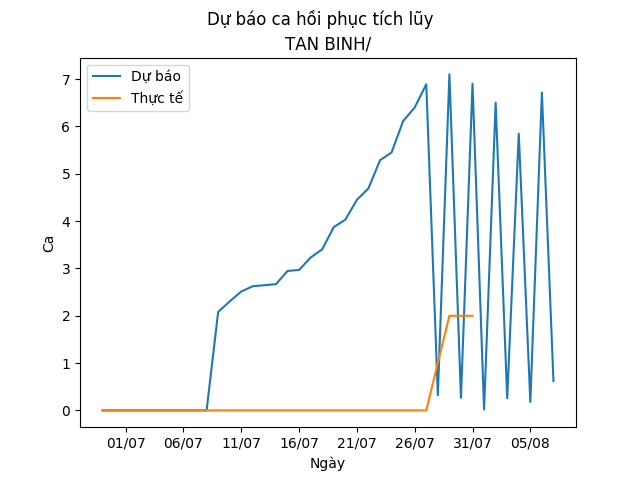 Dự báo ca hồi phục tích lũy
TAN BINH/
Dự báo
Thực tế
Ca
7
6
5
4
3
2
1
0
01/07 06/07 11/07 16/07 21/07 26/07 31/07 05/08
Ngày